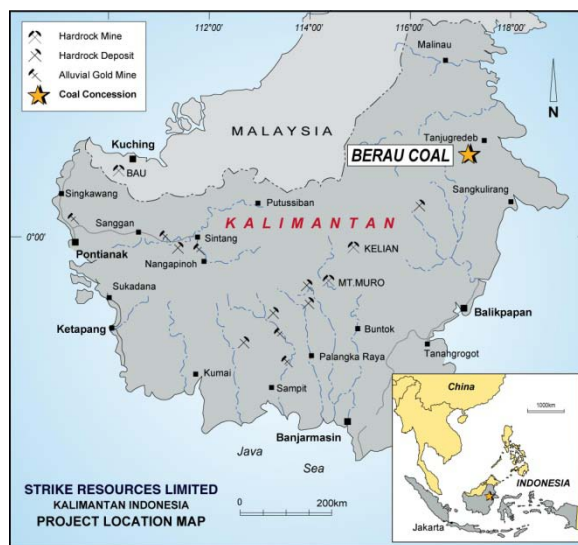 112°00'
114°00'
116°00'
118°00'
Hardrock Mine
Hardrock Deposit
Alluvial Gold Mine
Coal Concession
Malinau
N
MALAYSIA
Tanjugredeb
Kuching
BERAU COAL
BAU
Singkawang
Sangkulirang
Putussiban
KALIMANTAN
Sanggan
Sintang
0°00'
KELIAN
Pontianak
Nangapinoh
MT.MURO
Sukadana
Balikpapan
Ketapang
Buntok
Tanahgrogot
Palangka Raya
Kumai
Sampit
Banjarmasin
Java
Sea
STRIKE RESOURCES LIMITED
KALIMANTAN INDONESIA
PROJECT LOCATION MAP
0
200km
China
1000km
INDONESIA
Jakarta